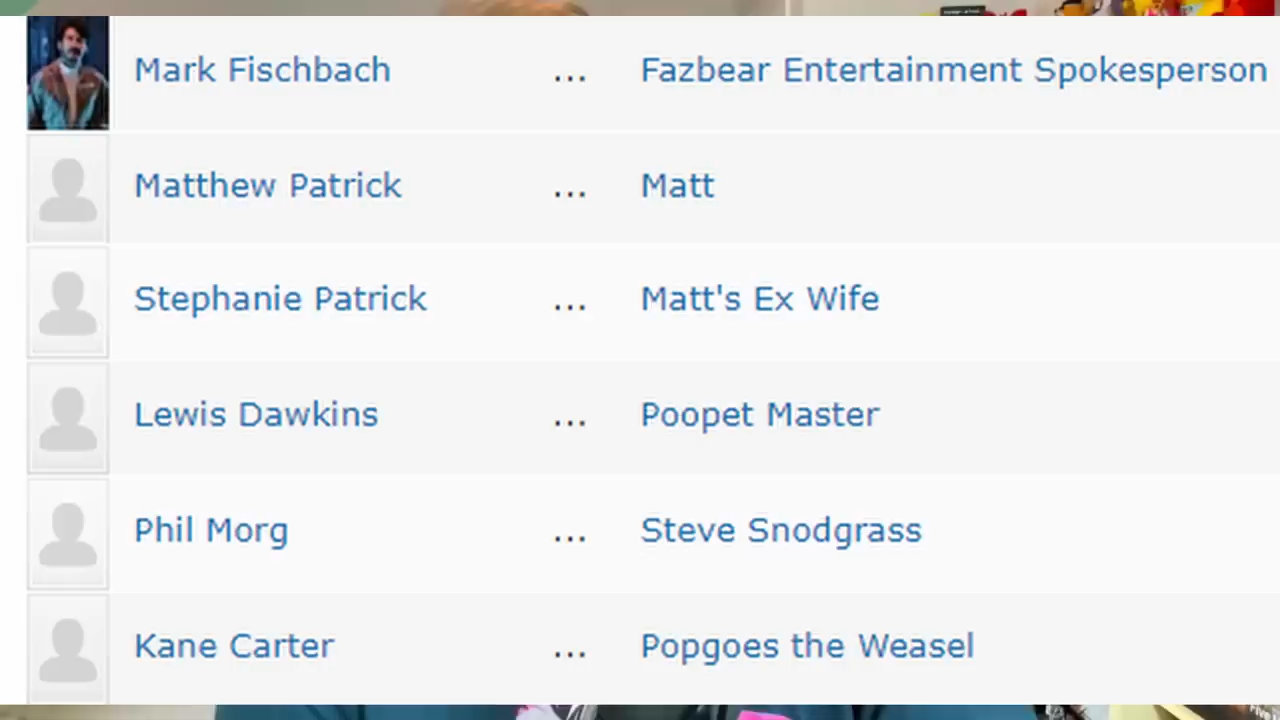 Mark Fischbach ... Fazbear Entertainment Spokesperson
Matthew Patrick ... Matt
Stephanie Patrick ... Matt's Ex Wife
Lewis Dawkins ... Poopet Master
Phil Morg ... Steve Snodgrass
Kane Carter ... Popgoes the Weasel